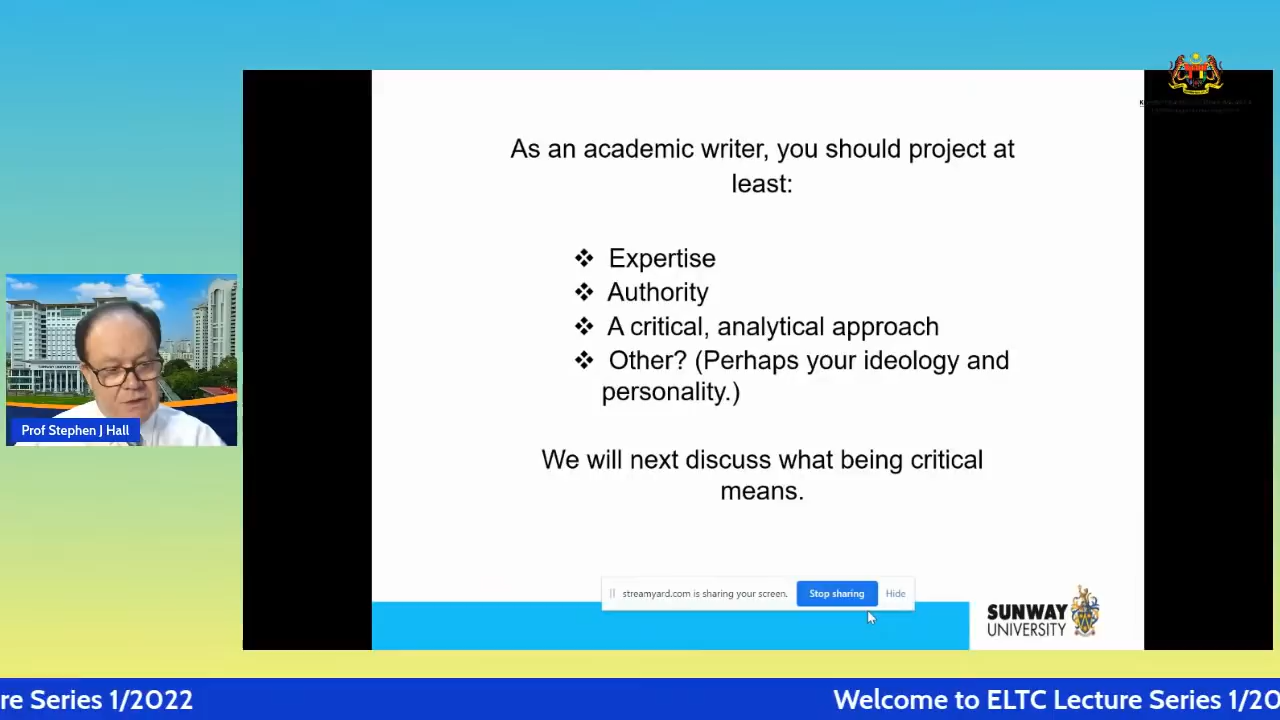 As an academic writer, you should project at
least:
❖ Expertise
❖ Authority
❖ A critical, analytical approach
❖ Other? (Perhaps your ideology and
personality.)
We will next discuss what being critical
means.
Prof Stephen J Hall
streamyard.com is sharing your screen.
Stop sharing
Hide
SUNWAY
UNIVERSITY
re Series 1/2022
Welcome to ELTC Lecture Series 1/20